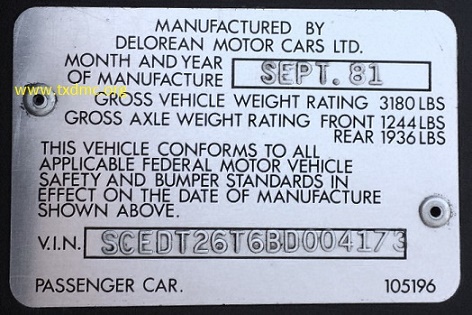 MANUFACTURED BY
DELOREAN MOTOR CARS LTD.
MONTH AND YEAR
OF MANUFACTURE SEPT. 81
www.txdmc.org
GROSS VEHICLE WEIGHT RATING 3180 LBS
GROSS AXLE WEIGHT RATING FRONT 1244 LBS
REAR 1936 LBS
THIS VEHICLE CONFORMS TO ALL
APPLICABLE FEDERAL MOTOR VEHICLE
SAFETY AND BUMPER STANDARDS IN
EFFECT ON THE DATE OF MANUFACTURE
SHOWN ABOVE.
V.I.N. SCEDT26T6BD004173
PASSENGER CAR. 105196